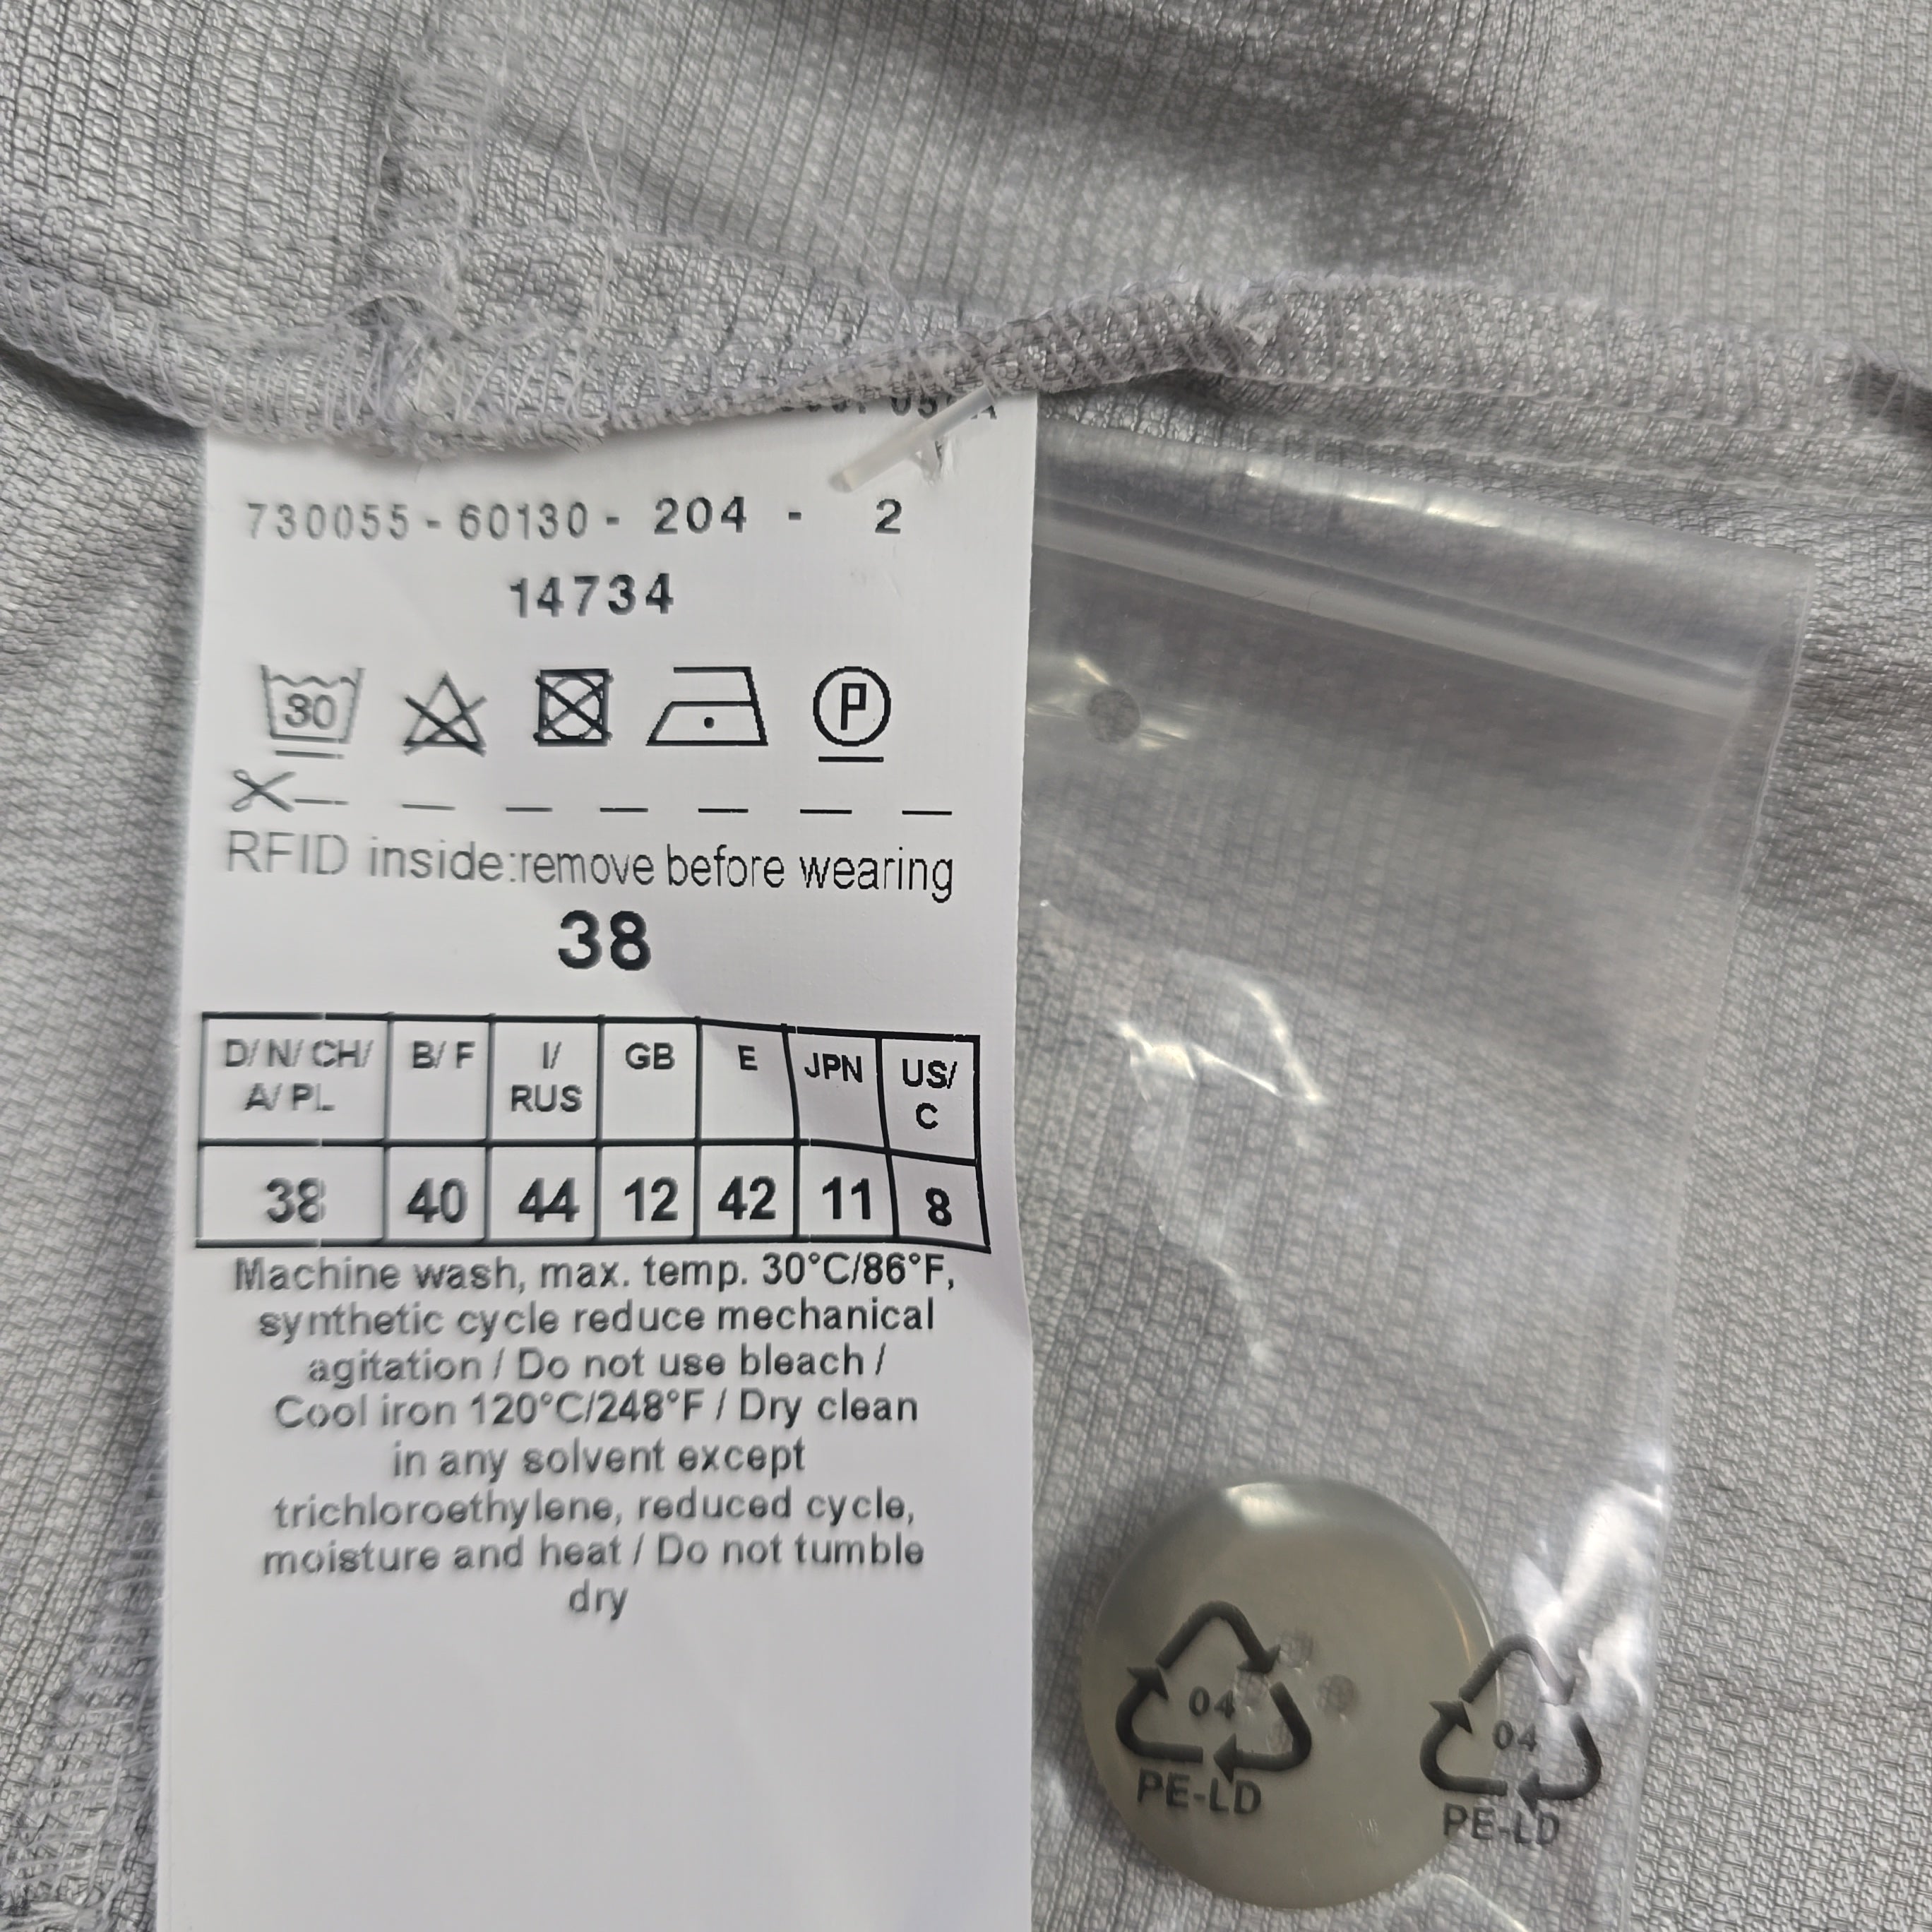 730055 - 60130 - 204 - 2
14734
30
P
RFID inside:remove before wearing
38
D/ N/ CH/ A/ PL B/ F I/ RUS GB E JPN US/ C
38 40 44 12 42 11 8
Machine wash, max. temp. 30°C/86°F,
synthetic cycle reduce mechanical
agitation / Do not use bleach /
Cool iron 120°C/248°F / Dry clean
in any solvent except
trichloroethylene, reduced cycle,
moisture and heat / Do not tumble
dry
04
PE-LD
04
PE-LD